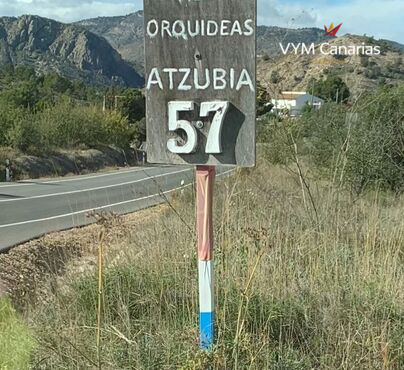 ORQUIDEAS
ATZUBIA
57
VYM Canarias